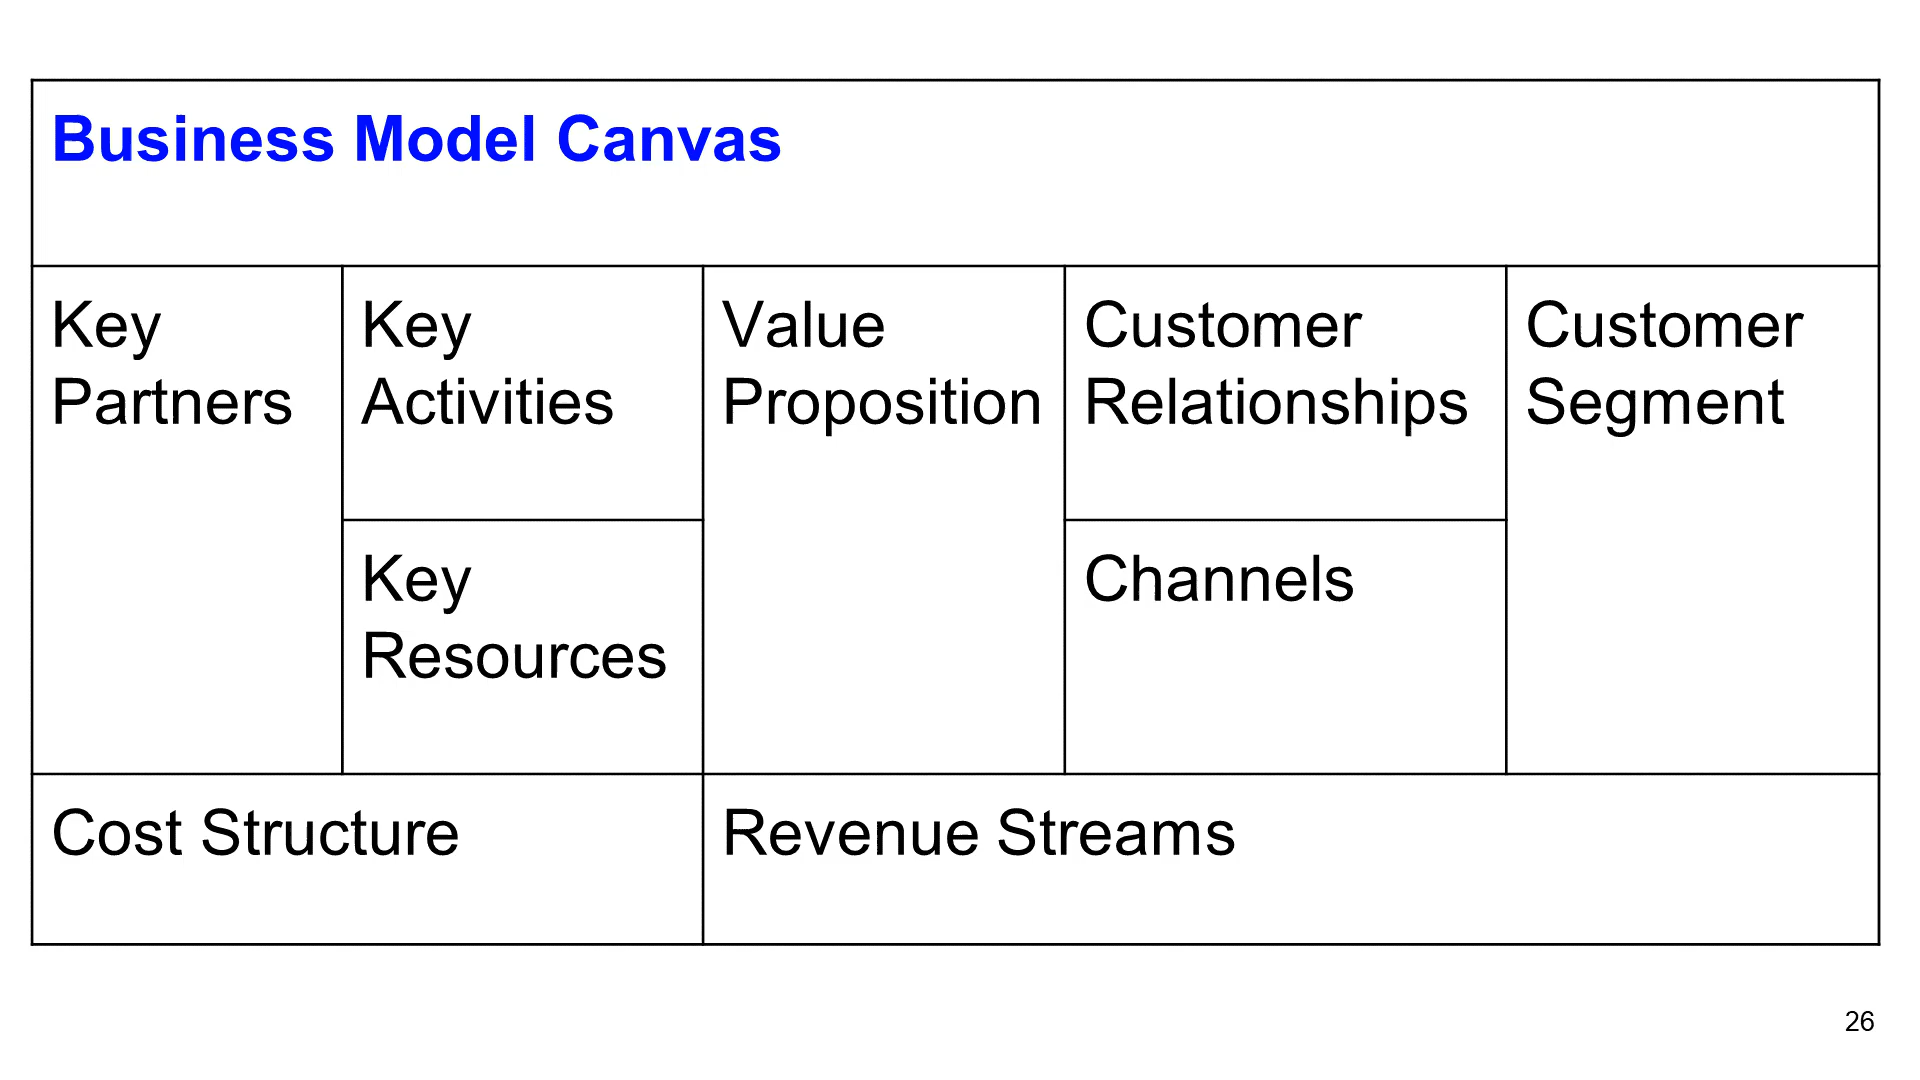 Business Model Canvas
Key
Partners
Key
Activities
Key
Resources
Value
Proposition
Customer
Relationships
Channels
Customer
Segment
Cost Structure
Revenue Streams
26